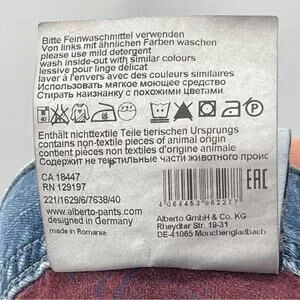 Bitte Feinwaschmittel verwenden
Von links mit ähnlichen Farben waschen
please use mild detergent
wash inside-out with similar colours
lessive pour linge délicat
laver à l'envers avec des couleurs similaires
Использовать мягкое моющее средство
Стирать наизнанку с похожими цветами
Enthält nichttextile Teile tierischen Ursprungs
contains non-textile pieces of animal origin
contient pièces non textiles d'origine animale
Содержит не текстильные части животного происх
CA 18447
RN 129197
221/1629/6/7638/40
www.alberto-pants.com
designed in Germany
made in Romania
EAC
Alberto GmbH & Co. KG
Rheydter Str. 19-31
DE-41065 Mönchengladbach